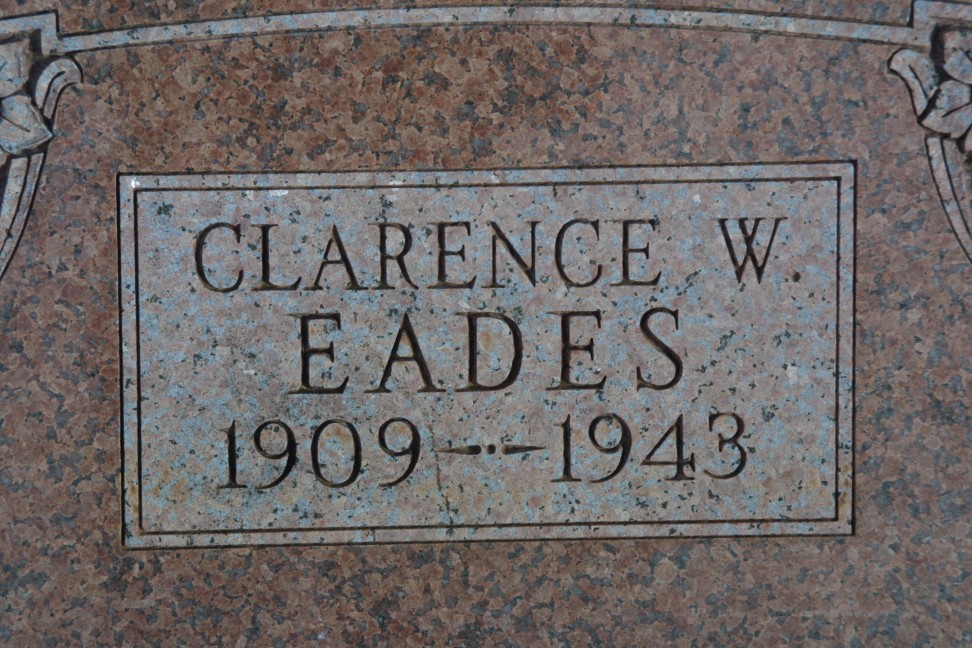 CLARENCE W.
EADES
1909-··-1943